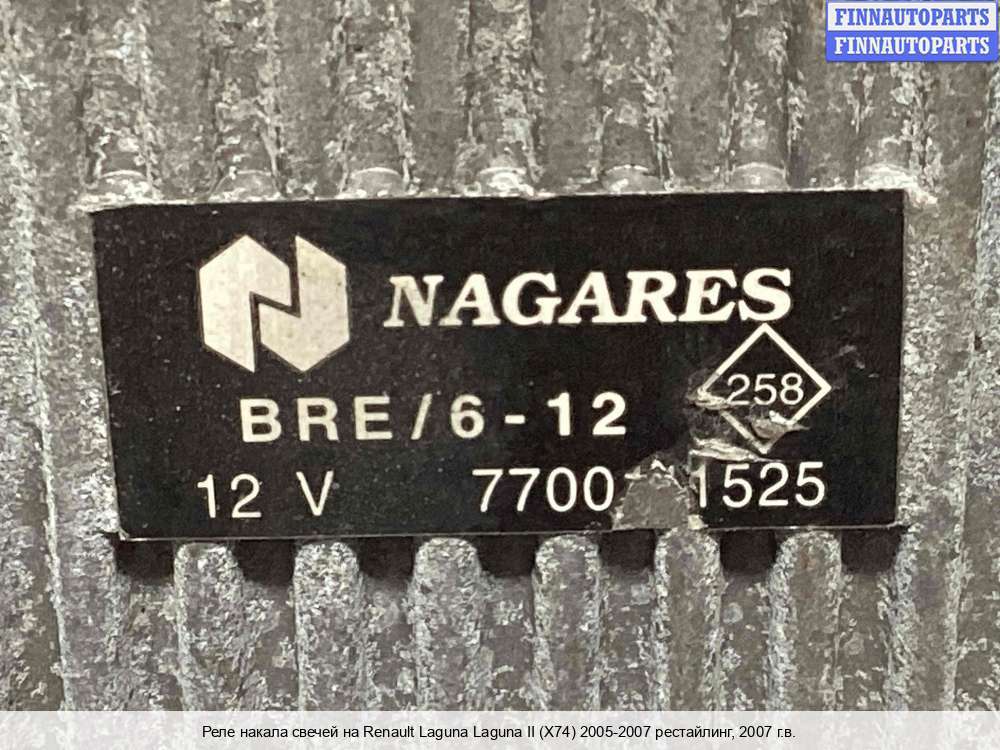 FINNAUTOPARTS
FINNAUTOPARTS
NAGARES
258
BRE/6-12
12 V
Реле накала свечей на Renault Laguna Laguna II (X74) 2005-2007 рестайлинг, 2007 г.в.